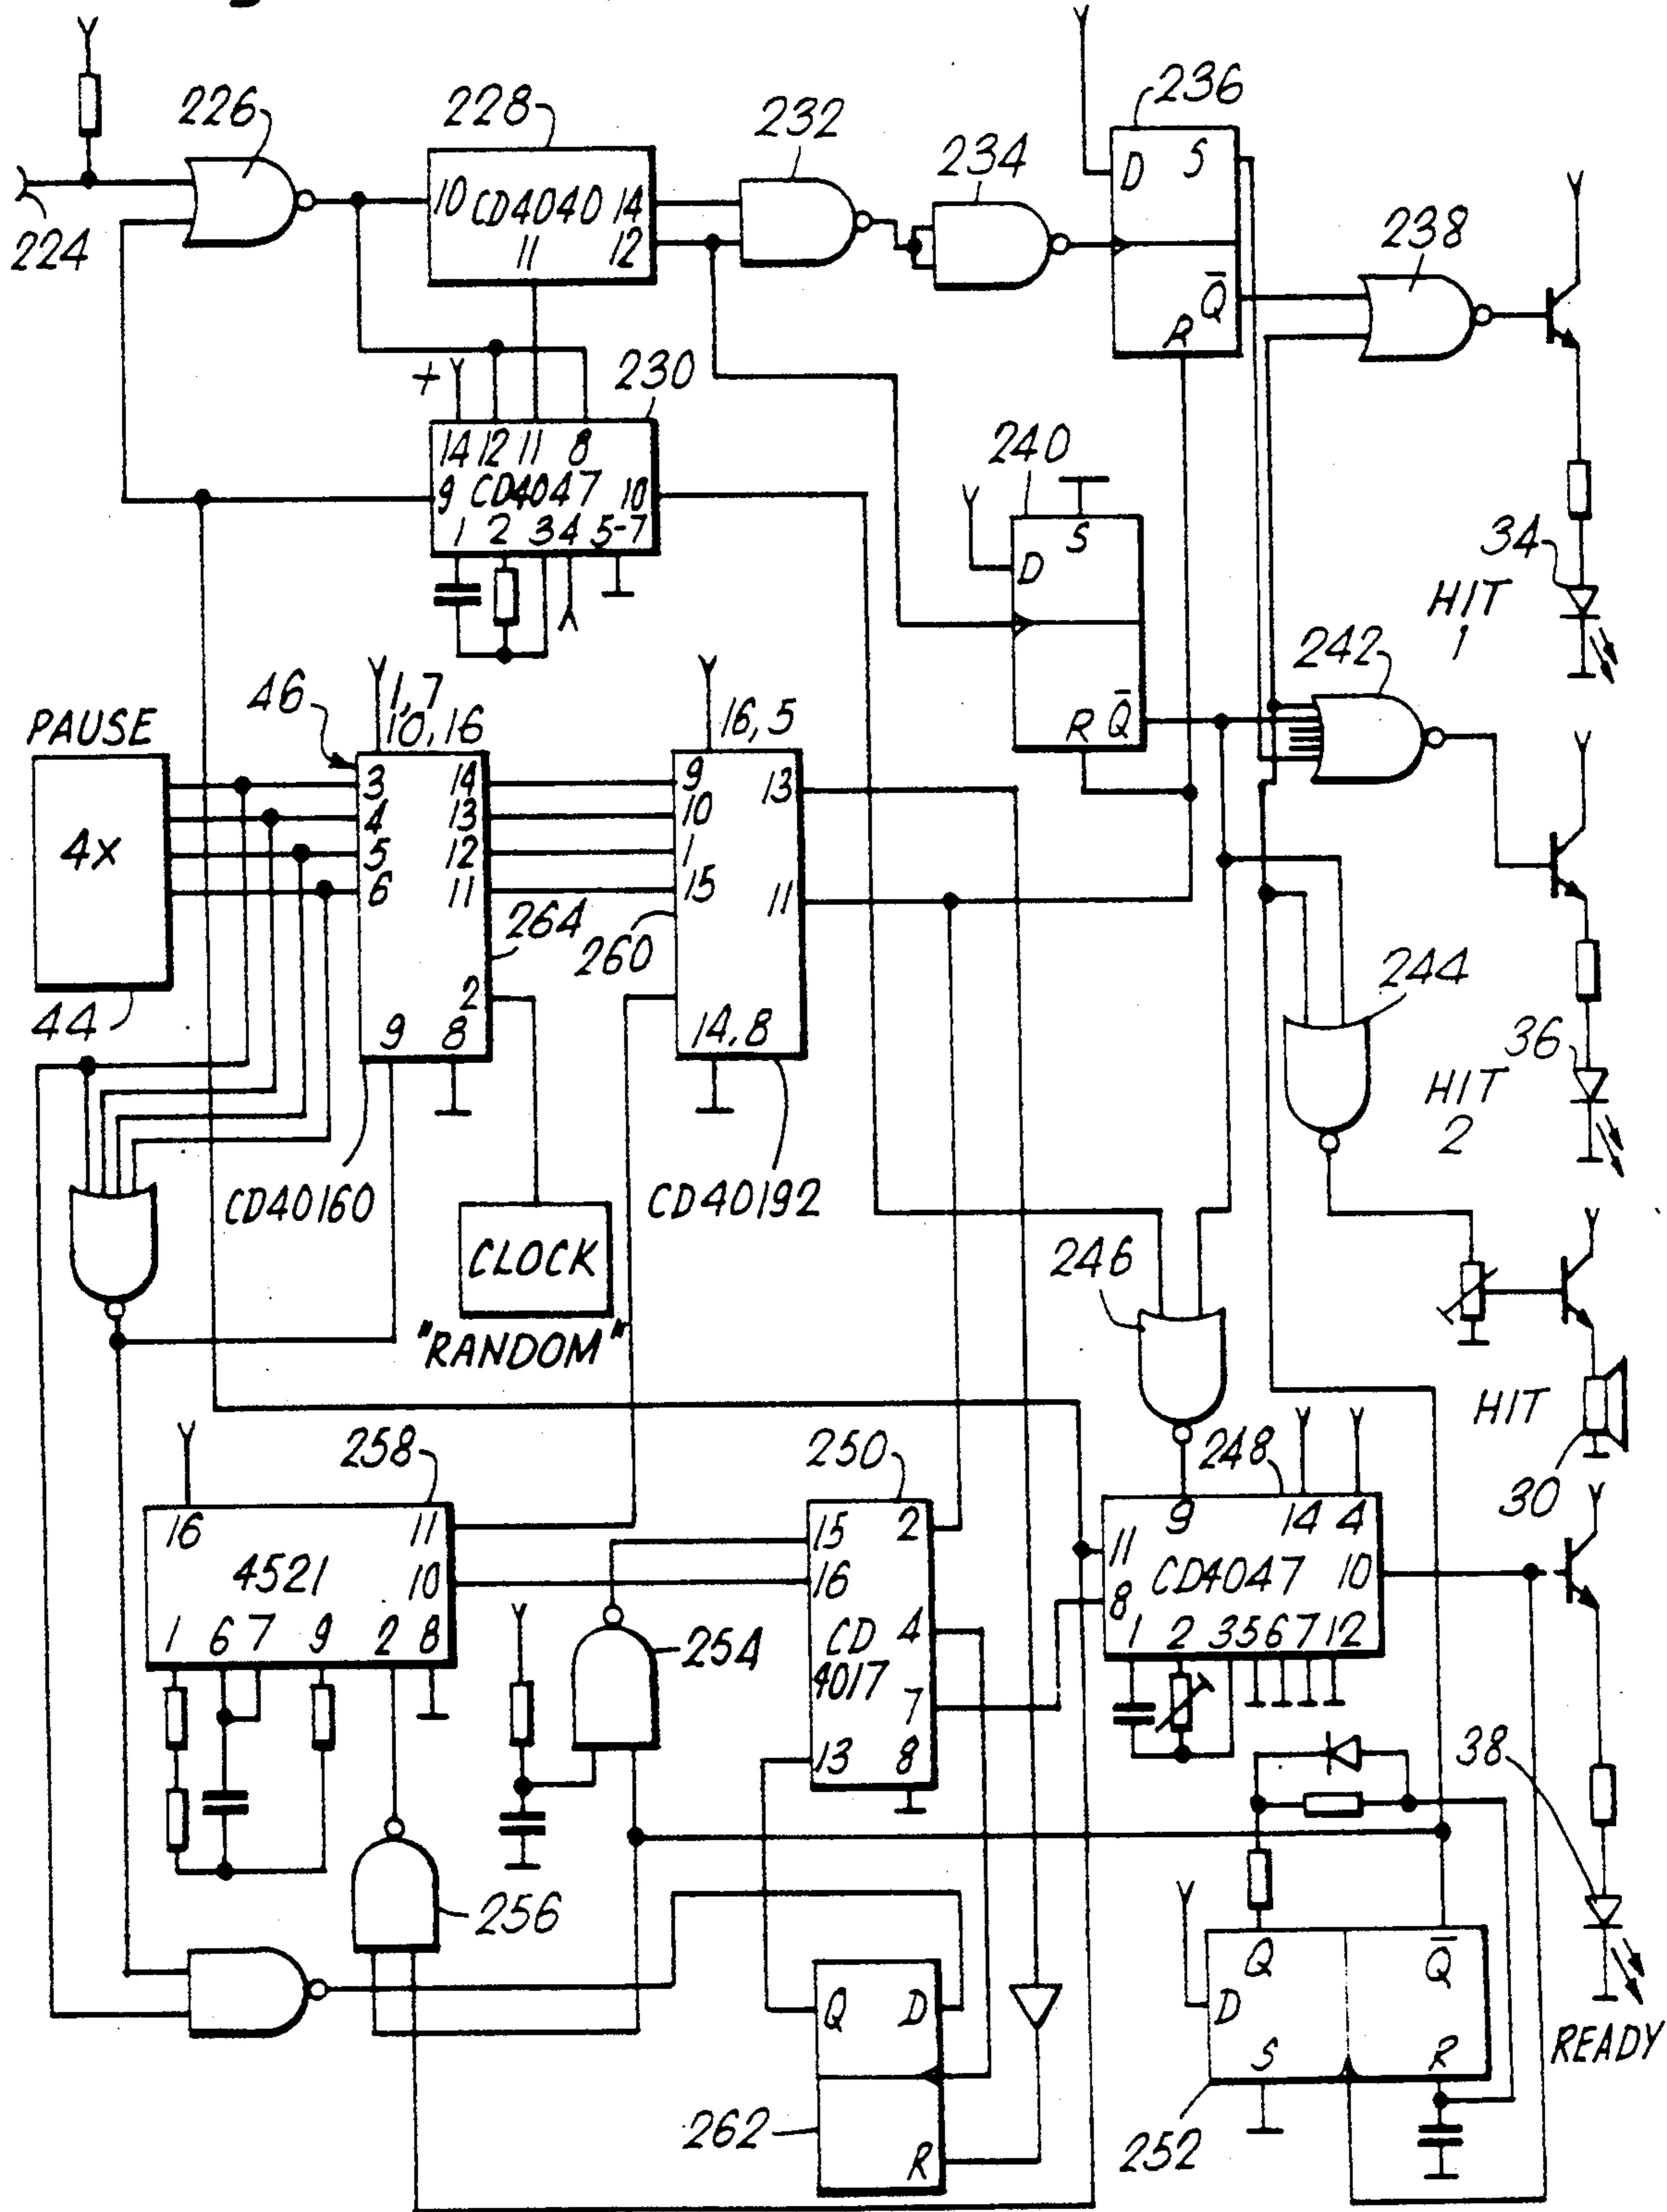 226
228
232
234
236
D S
10 CD4040 14
11 12
224
Q̄
R
238
+
230
14 12 11 8
9 CD4047 10
1 2 3 4 5-7
240
S
D
R Q̄
34
HIT
1
242
46
1,7
10,16
16,5
PAUSE
4x
44
3 14
4 13
5 12
6 11
264
2
9 8
9
10
1
15
13
11
260
14,8
244
36
HIT
2
CD40160
CLOCK
"RANDOM"
CD40192
246
HIT
30
258
16 11
4521 10
1 6 7 9 2 8
254
250
15 2
16
CD 4
4017
7
13 8
248
9 14 4
11
CD4047 10
8
1 2 3 5 6 7 12
38
256
Q D
R
262
Q Q̄
D
S R
252
READY